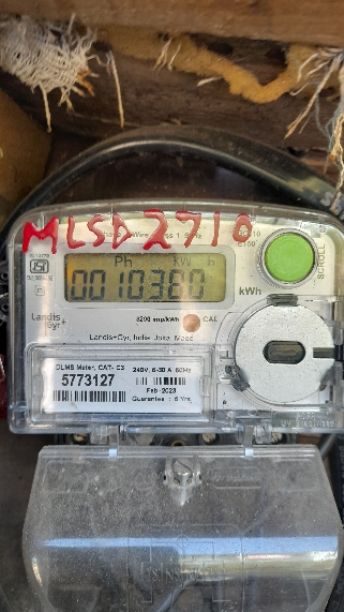 MLSD2710
Ph kW h
0010380
kWh
SCROLL
Landis
Gyr+
3200 imp/kWh
CAL
DLMS Meter, CAT- C3
5773127
240V, 5-30 A 50Hz
Feb -2023
Guarantee : 5 Yrs.